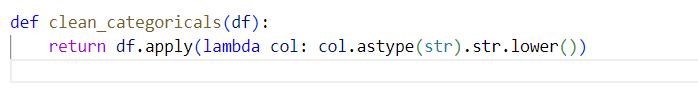 def clean_categoricals(df):
    return df.apply(lambda col: col.astype(str).str.lower())